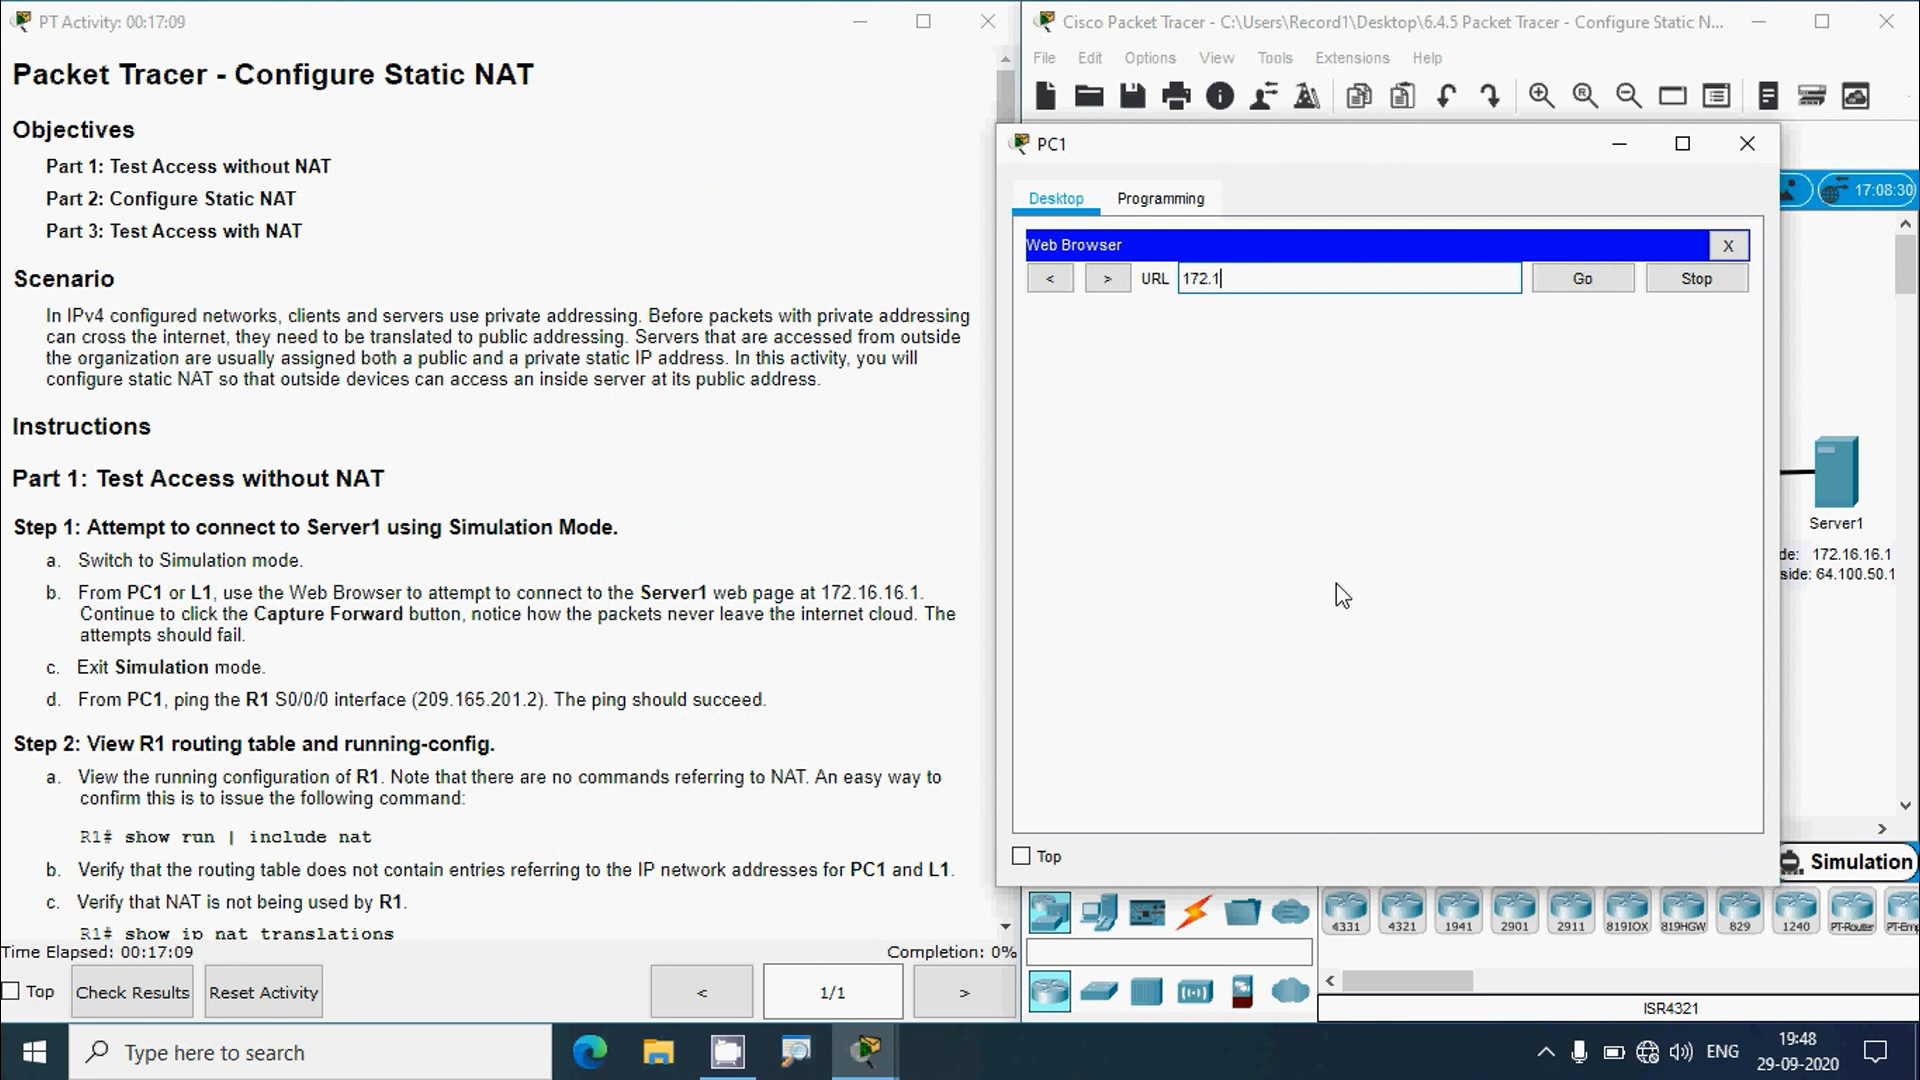 PT Activity: 00:17:09
Packet Tracer - Configure Static NAT
Objectives
Part 1: Test Access without NAT
Part 2: Configure Static NAT
Part 3: Test Access with NAT
Scenario
In IPv4 configured networks, clients and servers use private addressing. Before packets with private addressing
can cross the internet, they need to be translated to public addressing. Servers that are accessed from outside
the organization are usually assigned both a public and a private static IP address. In this activity, you will
configure static NAT so that outside devices can access an inside server at its public address.
Instructions
Part 1: Test Access without NAT
Step 1: Attempt to connect to Server1 using Simulation Mode.
a. Switch to Simulation mode.
b. From PC1 or L1, use the Web Browser to attempt to connect to the Server1 web page at 172.16.16.1.
Continue to click the Capture Forward button, notice how the packets never leave the internet cloud. The
attempts should fail.
c. Exit Simulation mode.
d. From PC1, ping the R1 S0/0/0 interface (209.165.201.2). The ping should succeed.
Step 2: View R1 routing table and running-config.
a. View the running configuration of R1. Note that there are no commands referring to NAT. An easy way to
confirm this is to issue the following command:
R1# show run | include nat
b. Verify that the routing table does not contain entries referring to the IP network addresses for PC1 and L1.
c. Verify that NAT is not being used by R1.
R1# show ip nat translations
Time Elapsed: 00:17:09 Completion: 0%
Top Check Results Reset Activity < 1/1 >
Cisco Packet Tracer - C:\Users\Record1\Desktop\6.4.5 Packet Tracer - Configure Static N...
File Edit Options View Tools Extensions Help
PC1
Desktop Programming
Web Browser X
< > URL 172.1 Go Stop
Top
17:08:30
Server1
de: 172.16.16.1
side: 64.100.50.1
Simulation
4331 4321 1941 2901 2911 819IOX 819HGW 829 1240 PT-Router PT-Emp
ISR4321
Type here to search
ENG
19:48
29-09-2020